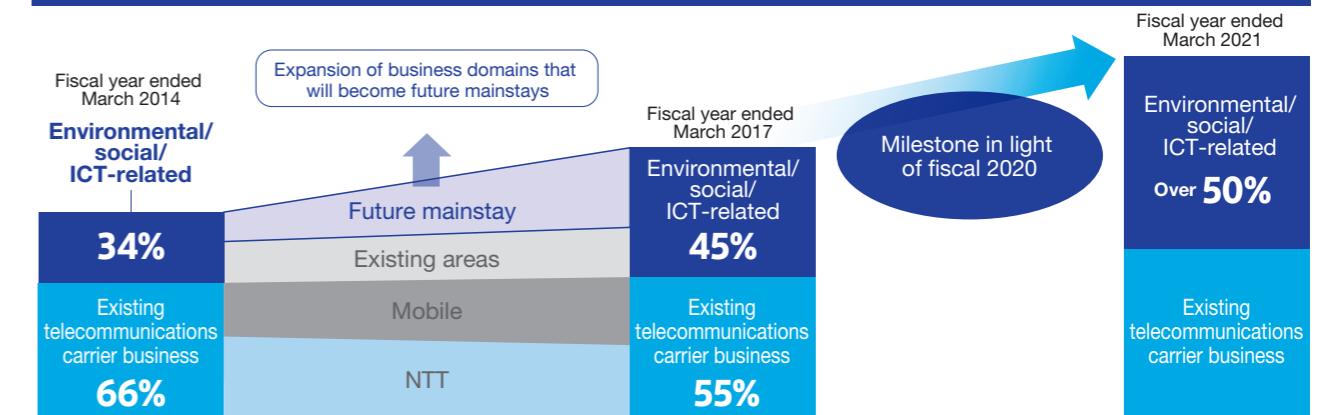 Fiscal year ended
March 2014
Environmental/
social/
ICT-related
34%
Existing
telecommunications
carrier business
66%
Expansion of business domains that
will become future mainstays
Future mainstay
Existing areas
Mobile
NTT
Fiscal year ended
March 2017
Environmental/
social/
ICT-related
45%
Existing
telecommunications
carrier business
55%
Milestone in light
of fiscal 2020
Fiscal year ended
March 2021
Environmental/
social/
ICT-related
Over 50%
Existing
telecommunications
carrier business